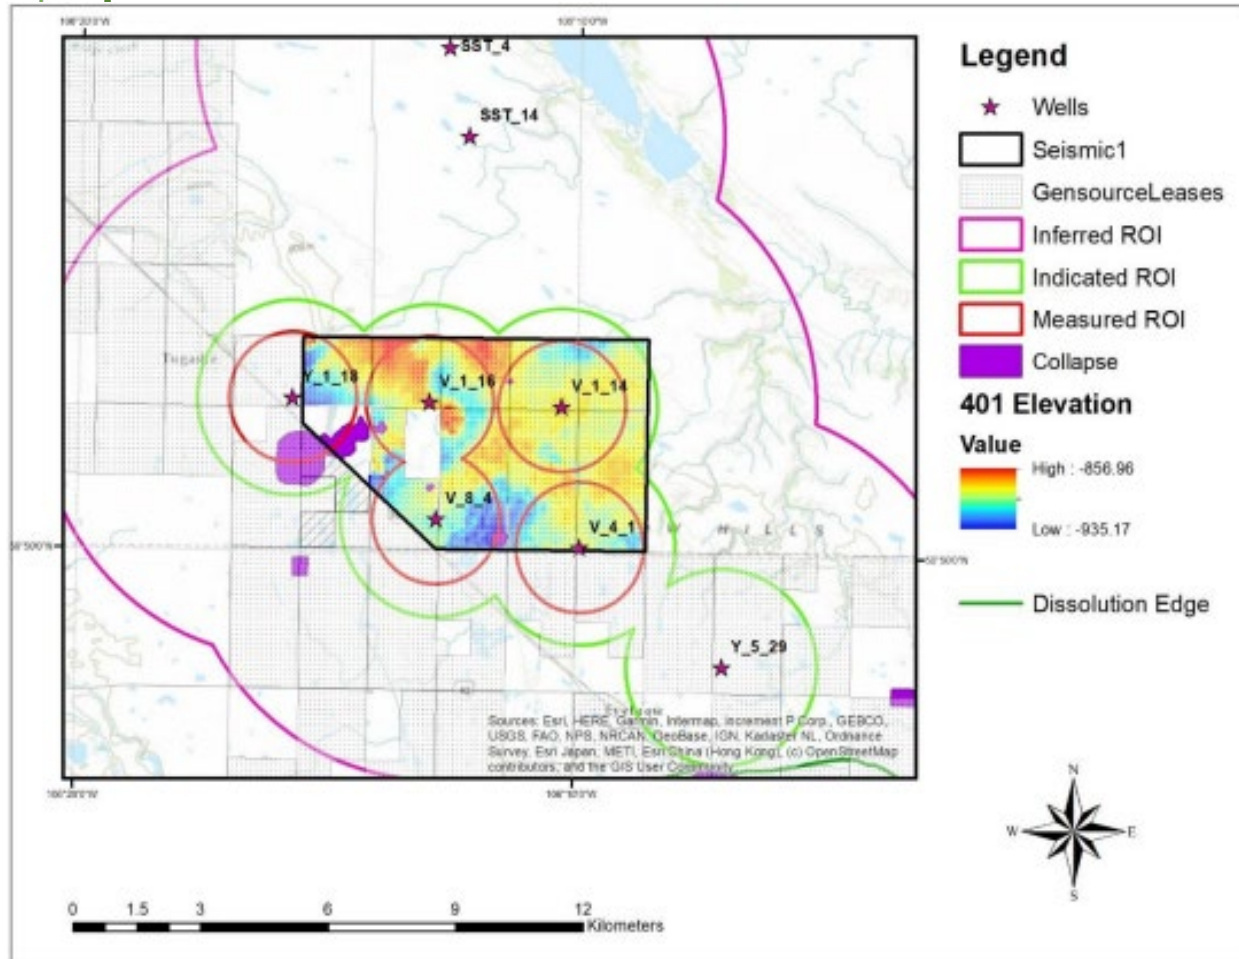 SST_4
SST_14
Tugaske
Y_1_18
V_1_16
V_1_14
V_8_4
V_4_1
H I L L S
Y_5_29
Sources: Esri, HERE, Garmin, Intermap, increment P Corp., GEBCO,
USGS, FAO, NPS, NRCAN, GeoBase, IGN, Kadaster NL, Ordnance
Survey, Esri Japan, METI, Esri China (Hong Kong), (c) OpenStreetMap
contributors, and the GIS User Community
Legend
Wells
Seismic1
GensourceLeases
Inferred ROI
Indicated ROI
Measured ROI
Collapse
401 Elevation
Value
High : -856.96
Low : -935.17
Dissolution Edge
N
W
E
S
0 1.5 3 6 9 12
Kilometers